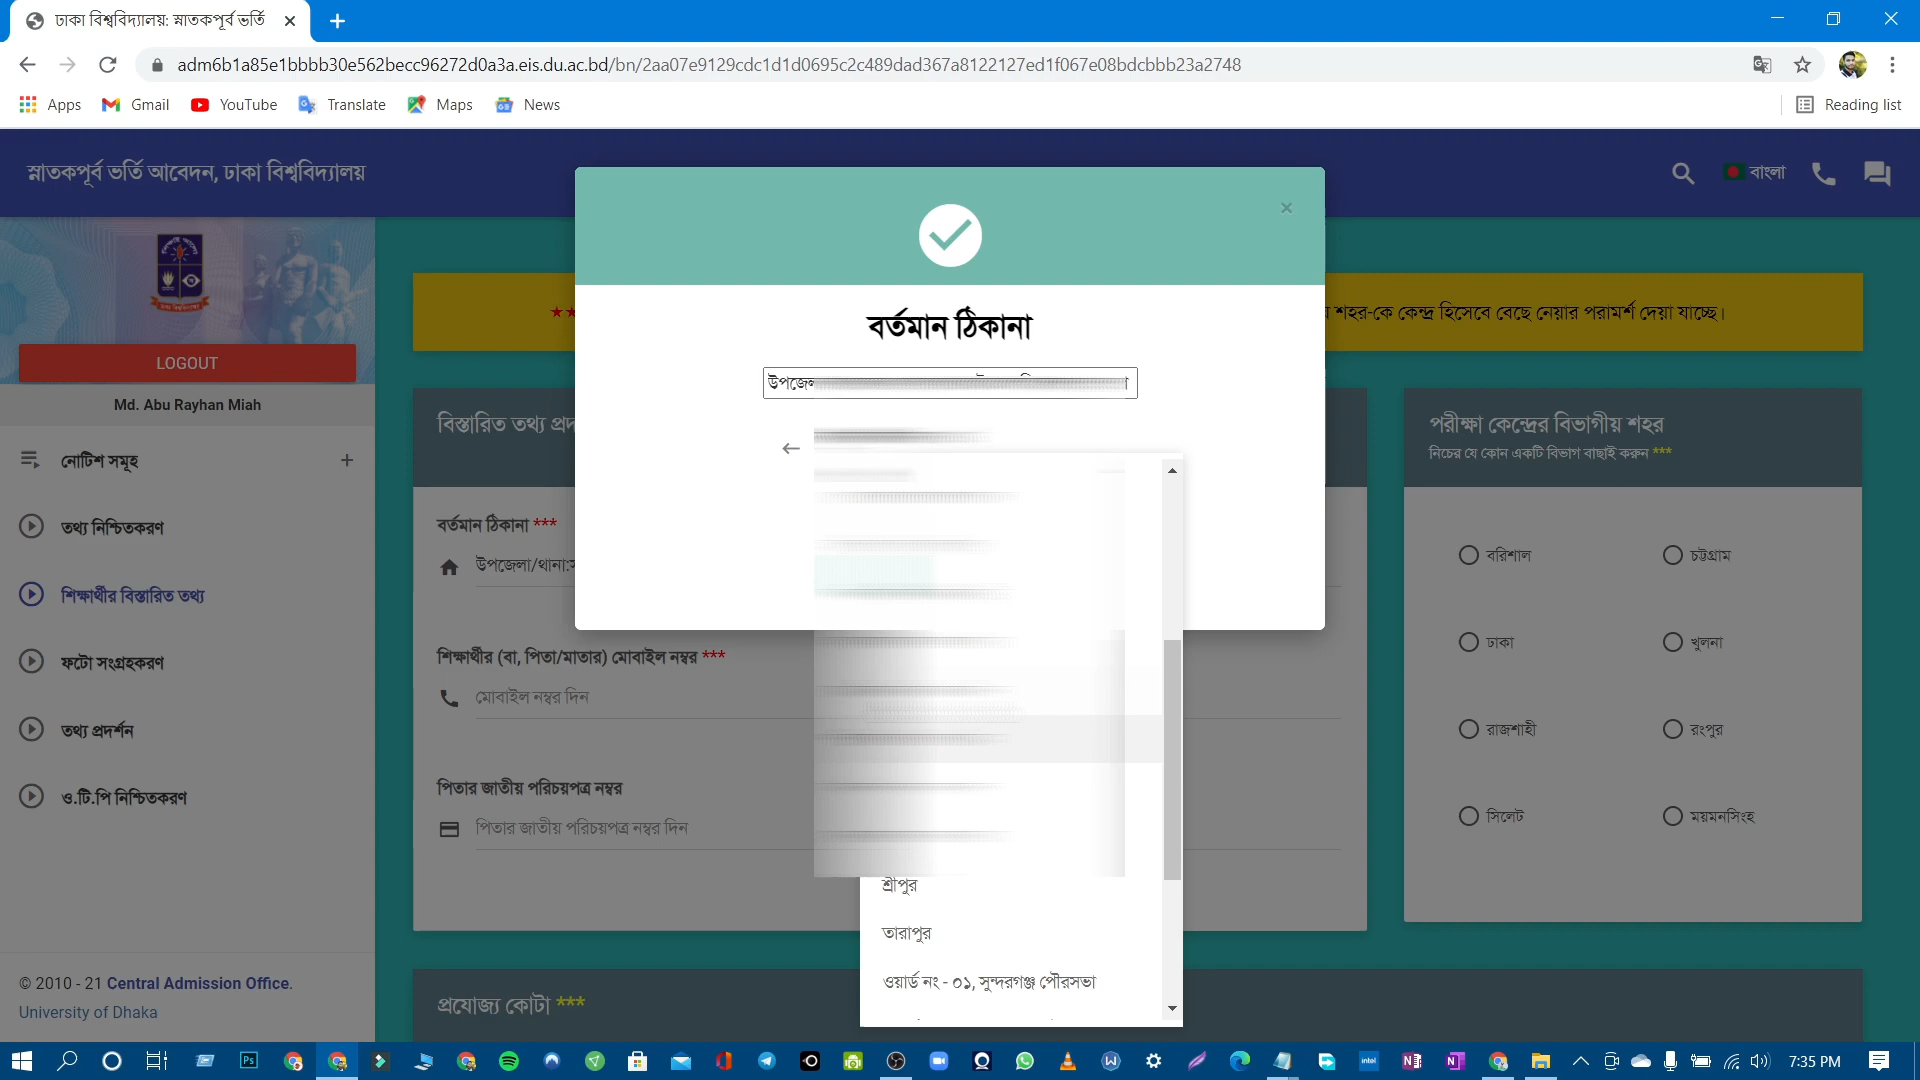 ঢাকা বিশ্ববিদ্যালয়: স্নাতকপূর্ব ভর্তি
adm6b1a85e1bbbb30e562becc96272d0a3a.eis.du.ac.bd/bn/2aa07e9129cdc1d1d0695c2c489dad367a8122127ed1f067e08bdcbbb23a2748
Apps Gmail YouTube Translate Maps News Reading list
স্নাতকপূর্ব ভর্তি আবেদন, ঢাকা বিশ্ববিদ্যালয়
বাংলা
LOGOUT
Md. Abu Rayhan Miah
নোটিশ সমূহ
তথ্য নিশ্চিতকরণ
শিক্ষার্থীর বিস্তারিত তথ্য
ফটো সংগ্রহকরণ
তথ্য প্রদর্শন
ও.টি.পি নিশ্চিতকরণ
© 2010 - 21 Central Admission Office.
University of Dhaka
শহর-কে কেন্দ্র হিসেবে বেছে নেয়ার পরামর্শ দেয়া যাচ্ছে।
বর্তমান ঠিকানা
বিস্তারিত তথ্য
বর্তমান ঠিকানা ***
উপজেলা/থানা:
শিক্ষার্থীর (বা, পিতা/মাতার) মোবাইল নম্বর ***
মোবাইল নম্বর দিন
পিতার জাতীয় পরিচয়পত্র নম্বর
পিতার জাতীয় পরিচয়পত্র নম্বর দিন
শ্রীপুর
তারাপুর
ওয়ার্ড নং - ০১, সুন্দরগঞ্জ পৌরসভা
প্রযোজ্য কোটা ***
পরীক্ষা কেন্দ্রের বিভাগীয় শহর
নিচের যে কোন একটি বিভাগ বাছাই করুন ***
বরিশাল চট্টগ্রাম
ঢাকা খুলনা
রাজশাহী রংপুর
সিলেট ময়মনসিংহ
7:35 PM